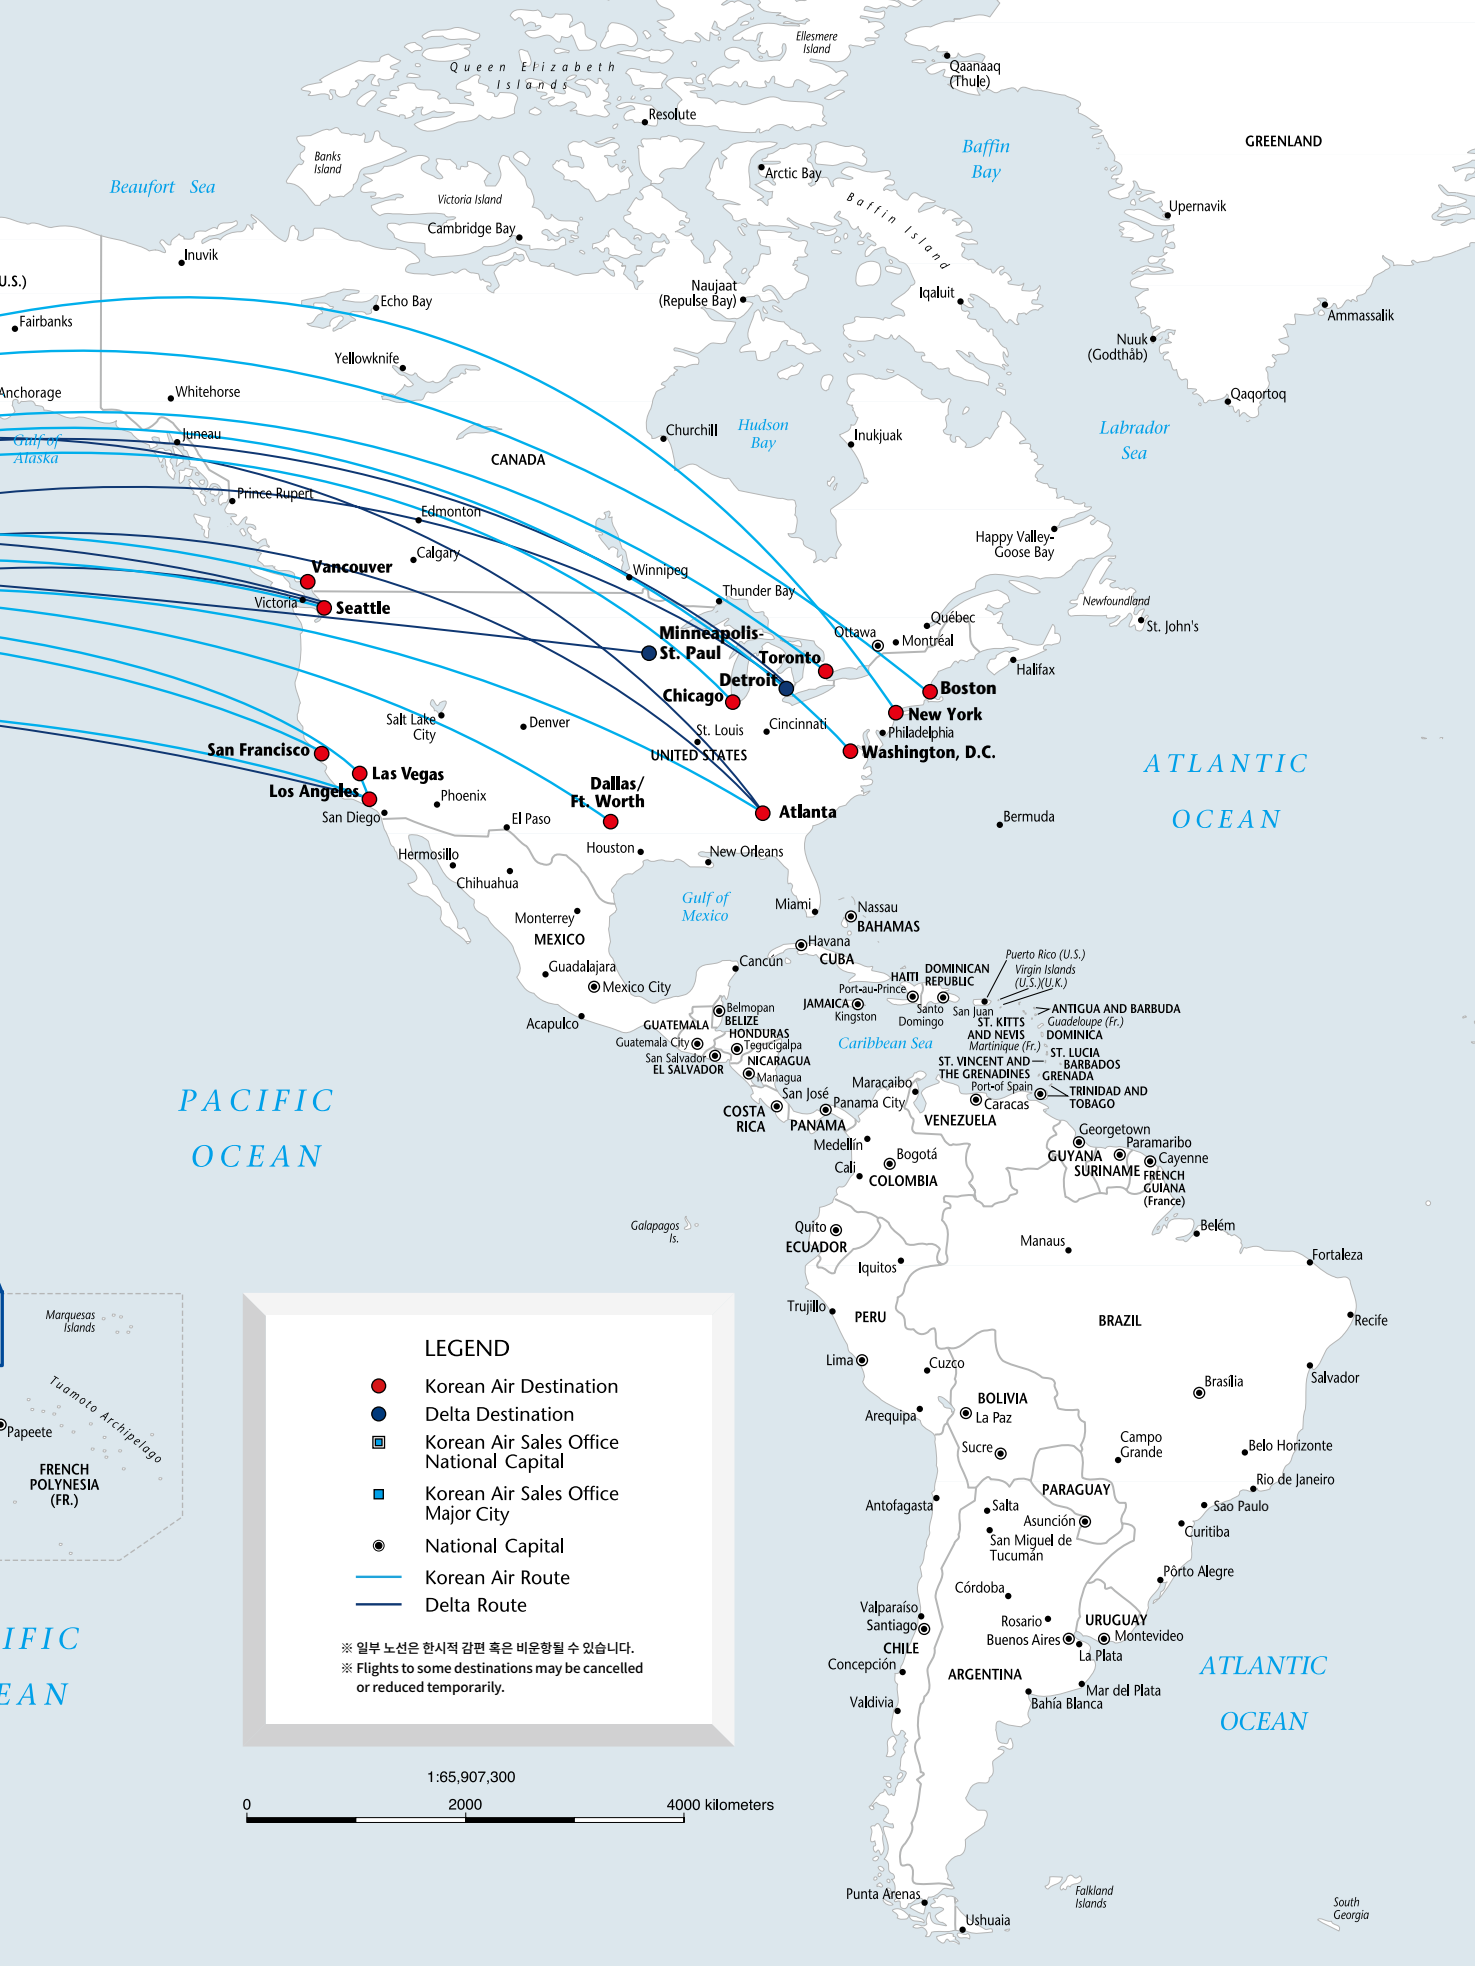 Ellesmere
Island
Queen Elizabeth
Islands
Qaanaaq
(Thule)
Resolute
GREENLAND
Baffin
Bay
Banks
Island
Arctic Bay
Beaufort Sea
Victoria Island
Baffin Island
Upernavik
Cambridge Bay
Inuvik
U.S.)
Naujaat
(Repulse Bay)
Iqaluit
Echo Bay
Fairbanks
Ammassalik
Nuuk
(Godthåb)
Yellowknife
Anchorage
Whitehorse
Qaqortoq
Churchill
Hudson
Bay
Inukjuak
Labrador
Sea
Juneau
Gulf of
Alaska
CANADA
Prince Rupert
Edmonton
Happy Valley-
Goose Bay
Calgary
Vancouver
Winnipeg
Thunder Bay
Victoria
Seattle
Newfoundland
Québec
St. John's
Minneapolis-
St. Paul
Ottawa
Montréal
Toronto
Halifax
Detroit
Chicago
Boston
New York
Salt Lake
City
Denver
St. Louis
Cincinnati
Philadelphia
San Francisco
UNITED STATES
Washington, D.C.
ATLANTIC
OCEAN
Las Vegas
Los Angeles
Phoenix
Dallas/
Ft. Worth
Atlanta
San Diego
El Paso
Bermuda
Hermosillo
Houston
New Orleans
Chihuahua
Gulf of
Mexico
Miami
Nassau
BAHAMAS
Monterrey
MEXICO
Havana
CUBA
Guadalajara
Cancún
Puerto Rico (U.S.)
Virgin Islands
(U.S.)(U.K.)
HAITI
DOMINICAN
REPUBLIC
Mexico City
Port-au-Prince
JAMAICA
Kingston
Santo
Domingo
San Juan
ANTIGUA AND BARBUDA
Guadeloupe (Fr.)
Acapulco
Belmopan
BELIZE
GUATEMALA
HONDURAS
Guatemala City
Tegucigalpa
San Salvador
EL SALVADOR
NICARAGUA
Managua
Caribbean Sea
ST. KITTS
AND NEVIS
DOMINICA
Martinique (Fr.)
ST. LUCIA
BARBADOS
ST. VINCENT AND
THE GRENADINES
GRENADA
Port-of Spain
TRINIDAD AND
TOBAGO
PACIFIC
OCEAN
San José
COSTA
RICA
Panama City
PANAMA
Maracaibo
Caracas
VENEZUELA
Georgetown
Paramaribo
GUYANA
SURINAME
Cayenne
FRENCH
GUIANA
(France)
Medellín
Bogotá
Cali
COLOMBIA
Galapagos
Is.
Quito
ECUADOR
Manaus
Belém
Iquitos
Fortaleza
Trujillo
PERU
BRAZIL
Recife
Marquesas
Islands
Lima
Cuzco
Salvador
Tuamoto Archipelago
Brasília
BOLIVIA
La Paz
Arequipa
Papeete
Sucre
Campo
Grande
Belo Horizonte
FRENCH
POLYNESIA
(FR.)
Rio de Janeiro
PARAGUAY
Antofagasta
Salta
Sao Paulo
Asunción
Curitiba
San Miguel de
Tucumán
Pôrto Alegre
Córdoba
Valparaíso
Rosario
URUGUAY
Santiago
Buenos Aires
Montevideo
CHILE
La Plata
Concepción
ARGENTINA
ATLANTIC
OCEAN
Mar del Plata
Valdivia
Bahía Blanca
IFIC
EAN
LEGEND
Korean Air Destination
Delta Destination
Korean Air Sales Office
National Capital
Korean Air Sales Office
Major City
National Capital
Korean Air Route
Delta Route
※ 일부 노선은 한시적 감편 혹은 비운항될 수 있습니다.
※ Flights to some destinations may be cancelled
or reduced temporarily.
1:65,907,300
0 2000 4000 kilometers
Punta Arenas
Falkland
Islands
Ushuaia
South
Georgia